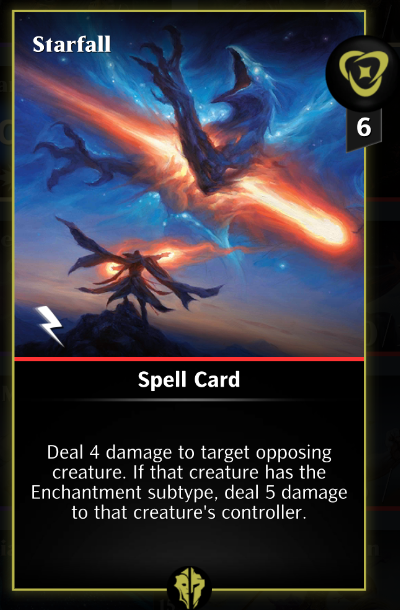 Starfall
6
Spell Card
Deal 4 damage to target opposing
creature. If that creature has the
Enchantment subtype, deal 5 damage
to that creature's controller.